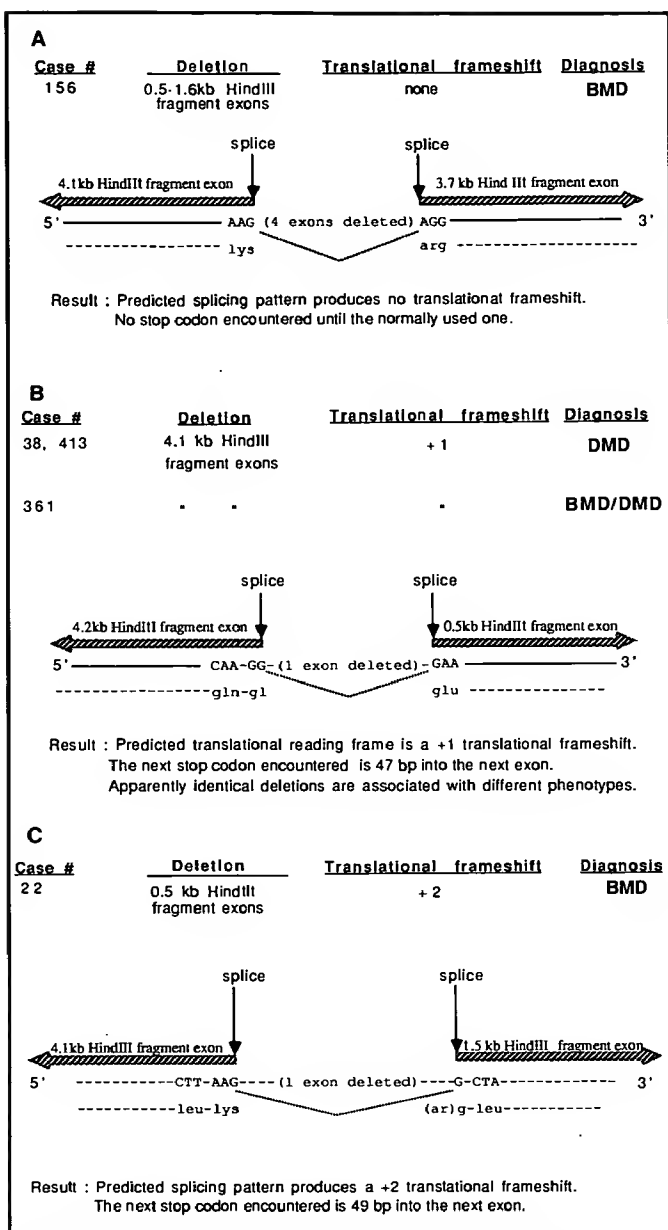 A
Case # Deletion Translational frameshift Diagnosis
156 0.5-1.6kb HindIII none BMD
fragment exons
splice splice
4.1kb HindIII fragment exon 3.7 kb Hind III fragment exon
5' AAG (4 exons deleted) AGG 3'
lys arg
Result : Predicted splicing pattern produces no translational frameshift.
No stop codon encountered until the normally used one.
B
Case # Deletion Translational frameshift Diagnosis
38, 413 4.1 kb HindIII +1 DMD
fragment exons
361 " " " BMD/DMD
splice splice
4.2kb HindIII fragment exon 0.5kb HindIII fragment exon
5' CAA-GG-(1 exon deleted)-GAA 3'
gln-gl glu
Result : Predicted translational reading frame is a +1 translational frameshift.
The next stop codon encountered is 47 bp into the next exon.
Apparently identical deletions are associated with different phenotypes.
C
Case # Deletion Translational frameshift Diagnosis
22 0.5 kb HindIII +2 BMD
fragment exons
splice splice
4.1kb HindIII fragment exon 1.5 kb HindIII fragment exon
5' CTT-AAG----(1 exon deleted)----G-CTA 3'
leu-lys (ar)g-leu
Result : Predicted splicing pattern produces a +2 translational frameshift.
The next stop codon encountered is 49 bp into the next exon.